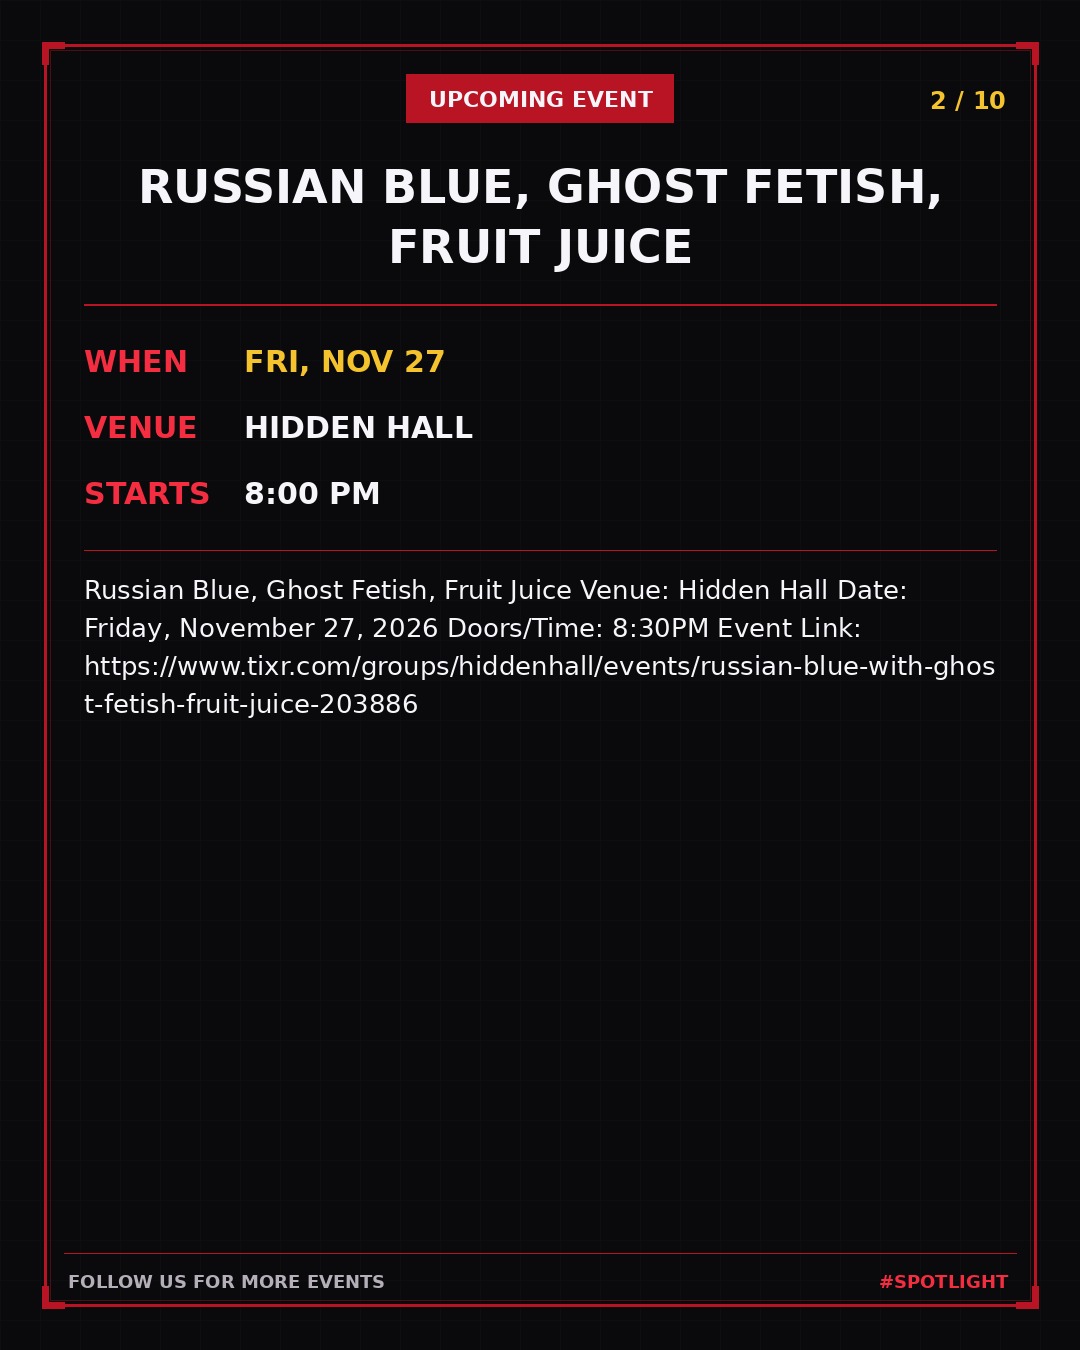 UPCOMING EVENT
2 / 10
RUSSIAN BLUE, GHOST FETISH,
FRUIT JUICE
WHEN FRI, NOV 27
VENUE HIDDEN HALL
STARTS 8:00 PM
Russian Blue, Ghost Fetish, Fruit Juice Venue: Hidden Hall Date:
Friday, November 27, 2026 Doors/Time: 8:30PM Event Link:
https://www.tixr.com/groups/hiddenhall/events/russian-blue-with-ghos
t-fetish-fruit-juice-203886
FOLLOW US FOR MORE EVENTS
#SPOTLIGHT